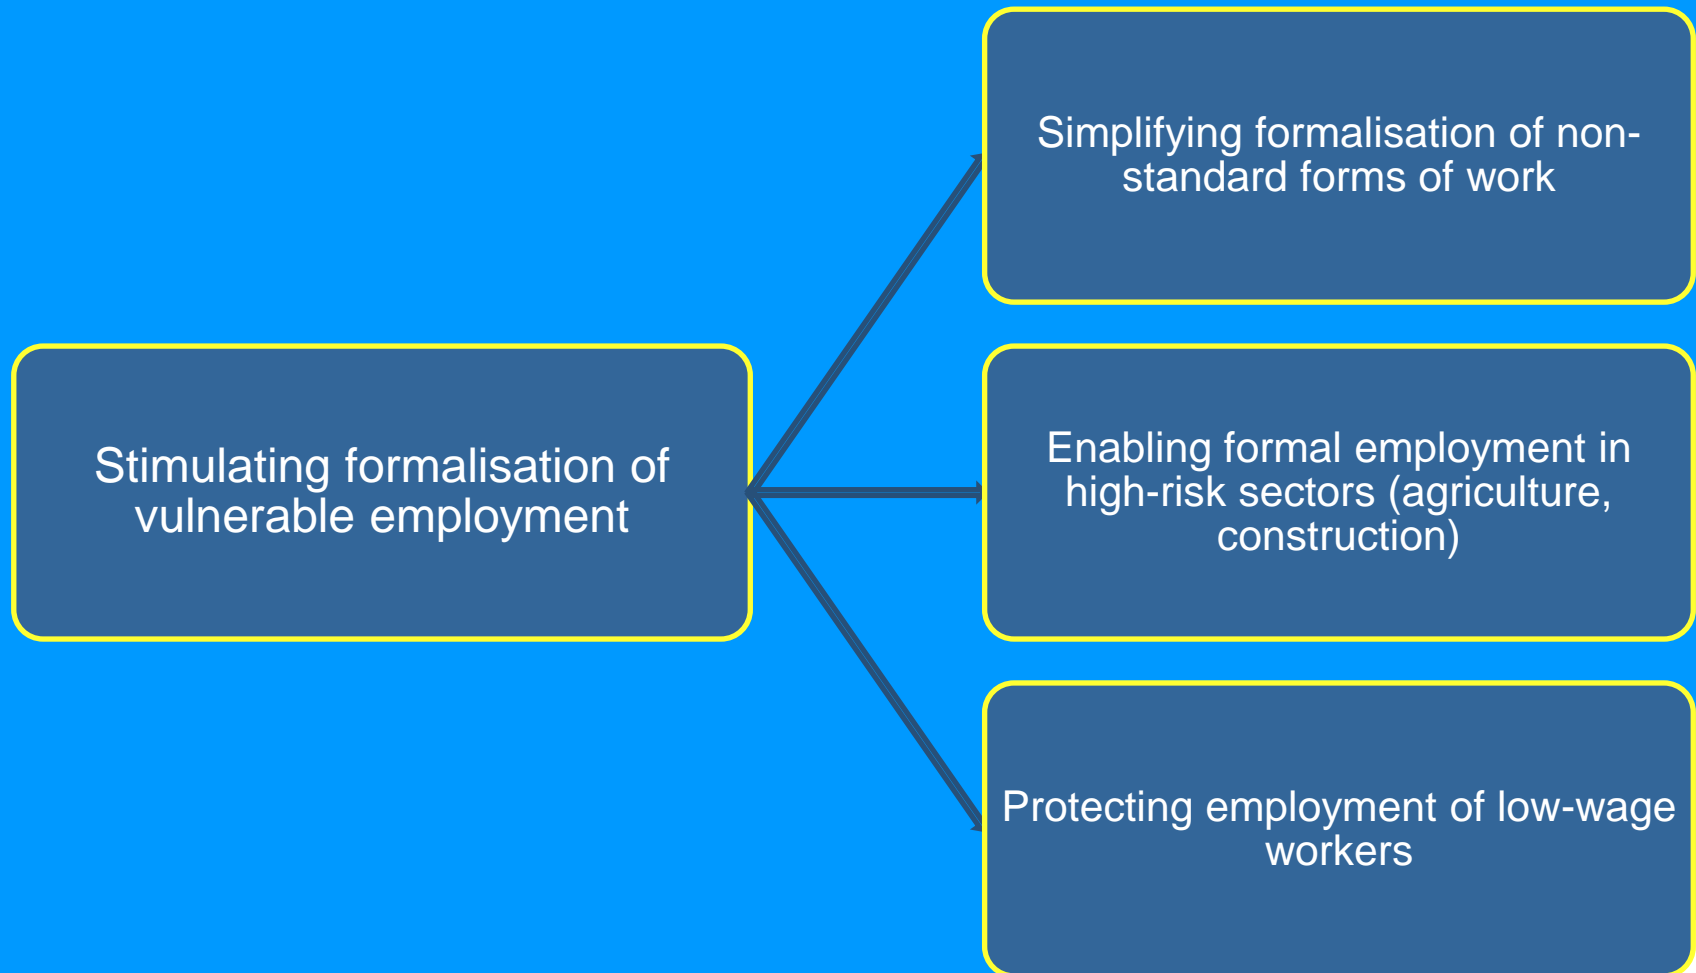 Simplifying formalisation of non-
standard forms of work
Stimulating formalisation of
vulnerable employment
Enabling formal employment in
high-risk sectors (agriculture,
construction)
Protecting employment of low-wage
workers